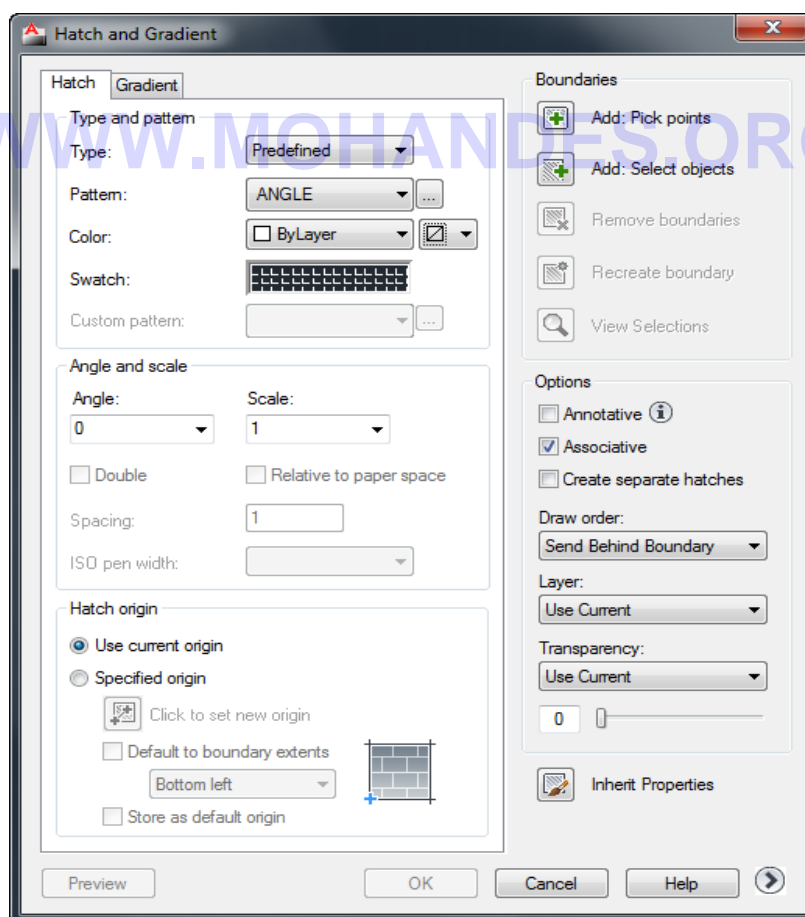 Hatch and Gradient
Hatch
Gradient
WWW.MOHANDES.ORG
Type and pattern
Type:
Predefined
Pattern:
ANGLE
...
Color:
ByLayer
Swatch:
Custom pattern:
...
Angle and scale
Angle:
Scale:
0
1
Double
Relative to paper space
Spacing:
1
ISO pen width:
Hatch origin
Use current origin
Specified origin
Click to set new origin
Default to boundary extents
Bottom left
Store as default origin
Boundaries
Add: Pick points
Add: Select objects
Remove boundaries
Recreate boundary
View Selections
Options
Annotative
Associative
Create separate hatches
Draw order:
Send Behind Boundary
Layer:
Use Current
Transparency:
Use Current
0
Inherit Properties
Preview
OK
Cancel
Help